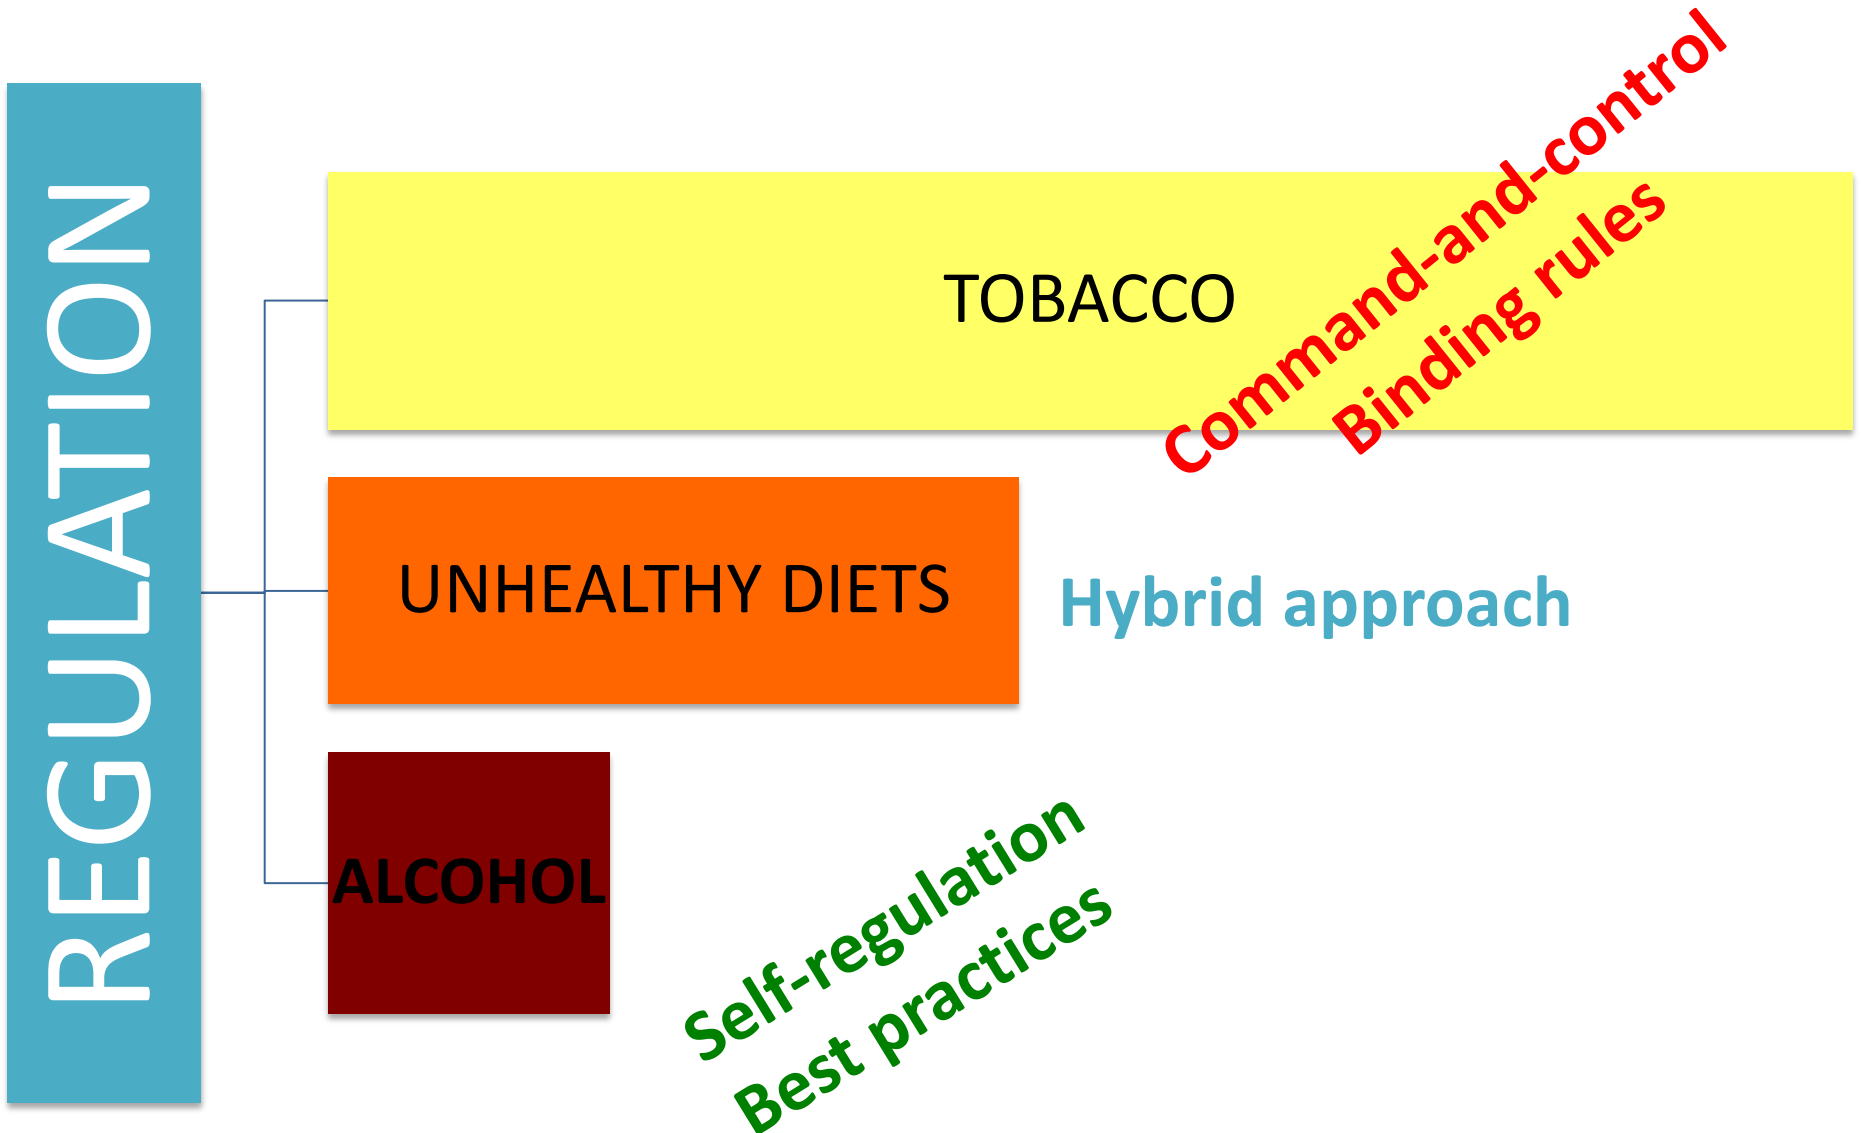 REGULATION
TOBACCO
Command-and-control
Binding rules
UNHEALTHY DIETS
Hybrid approach
ALCOHOL
Self-regulation
Best practices